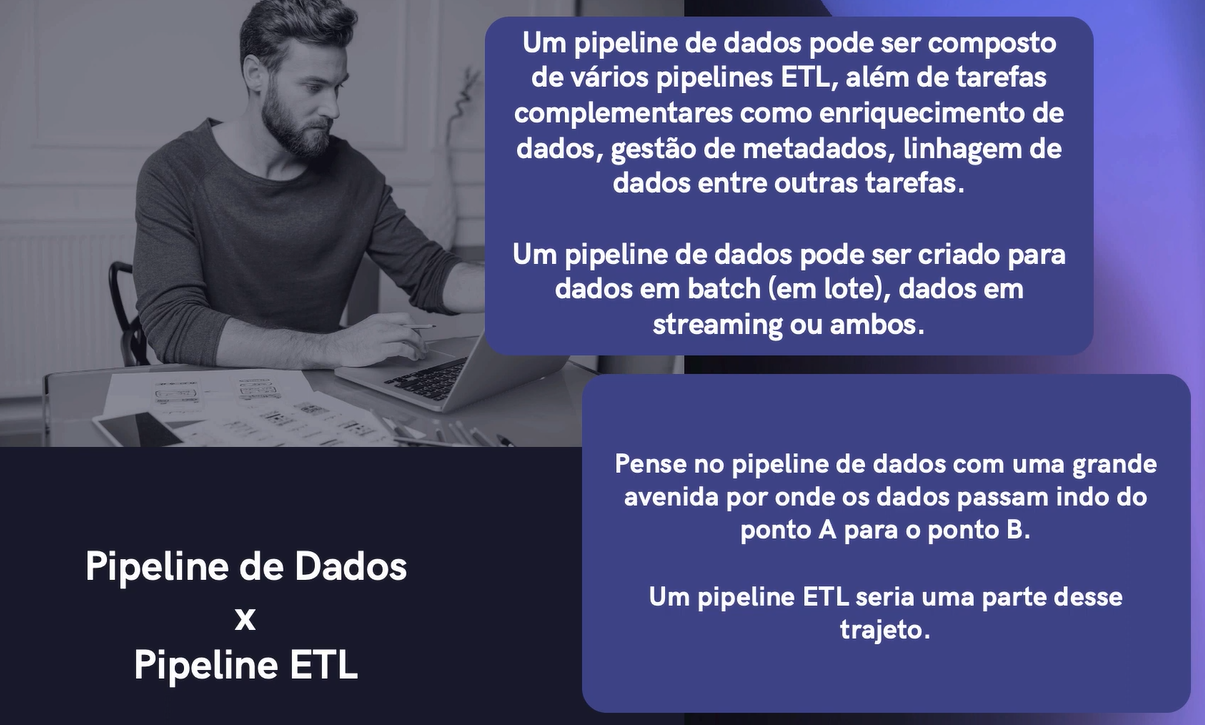 Um pipeline de dados pode ser composto
de vários pipelines ETL, além de tarefas
complementares como enriquecimento de
dados, gestão de metadados, linhagem de
dados entre outras tarefas.
Um pipeline de dados pode ser criado para
dados em batch (em lote), dados em
streaming ou ambos.
Pense no pipeline de dados com uma grande
avenida por onde os dados passam indo do
ponto A para o ponto B.
Um pipeline ETL seria uma parte desse
trajeto.
Pipeline de Dados
x
Pipeline ETL